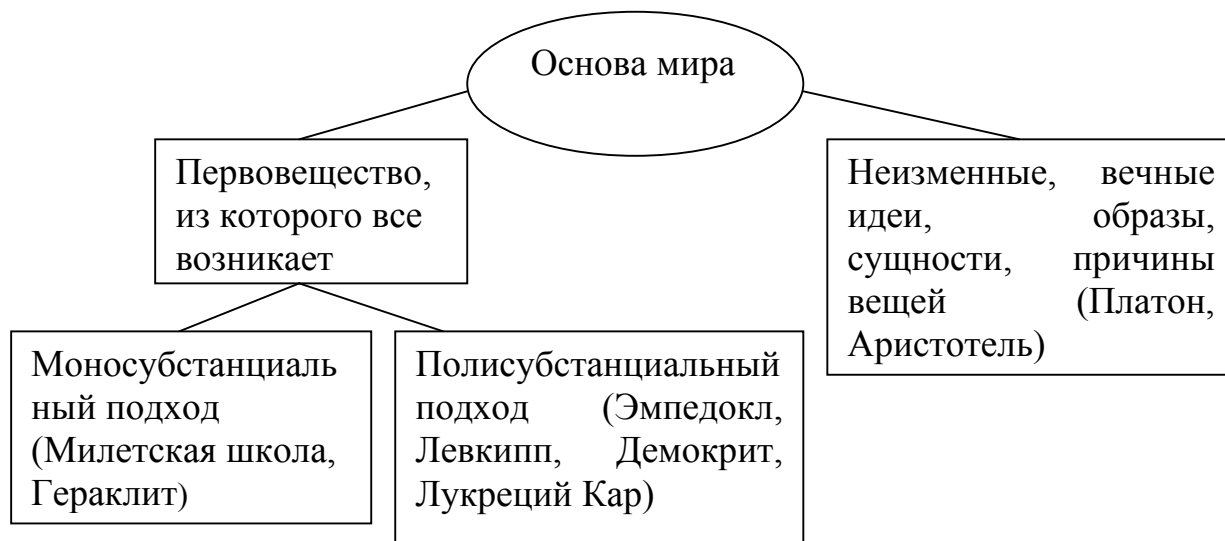 Основа мира
Первовещество,
из которого все
возникает
Неизменные, вечные
идеи, образы,
сущности, причины
вещей (Платон,
Аристотель)
Моносубстанциаль
ный подход
(Милетская школа,
Гераклит)
Полисубстанциальный
подход (Эмпедокл,
Левкипп, Демокрит,
Лукреций Кар)